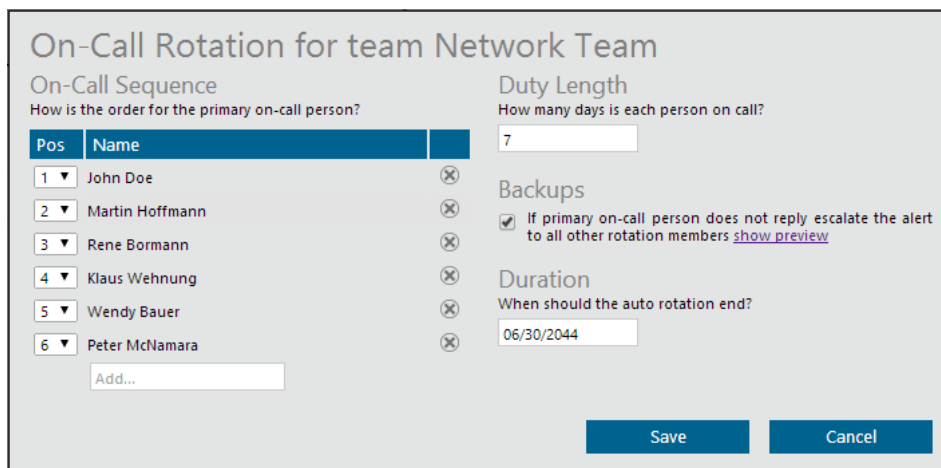 On-Call Rotation for team Network Team
On-Call Sequence
How is the order for the primary on-call person?
Pos Name
1 John Doe
2 Martin Hoffmann
3 Rene Bormann
4 Klaus Wehnung
5 Wendy Bauer
6 Peter McNamara
Add...
Duty Length
How many days is each person on call?
7
Backups
If primary on-call person does not reply escalate the alert
to all other rotation members show preview
Duration
When should the auto rotation end?
06/30/2044
Save Cancel